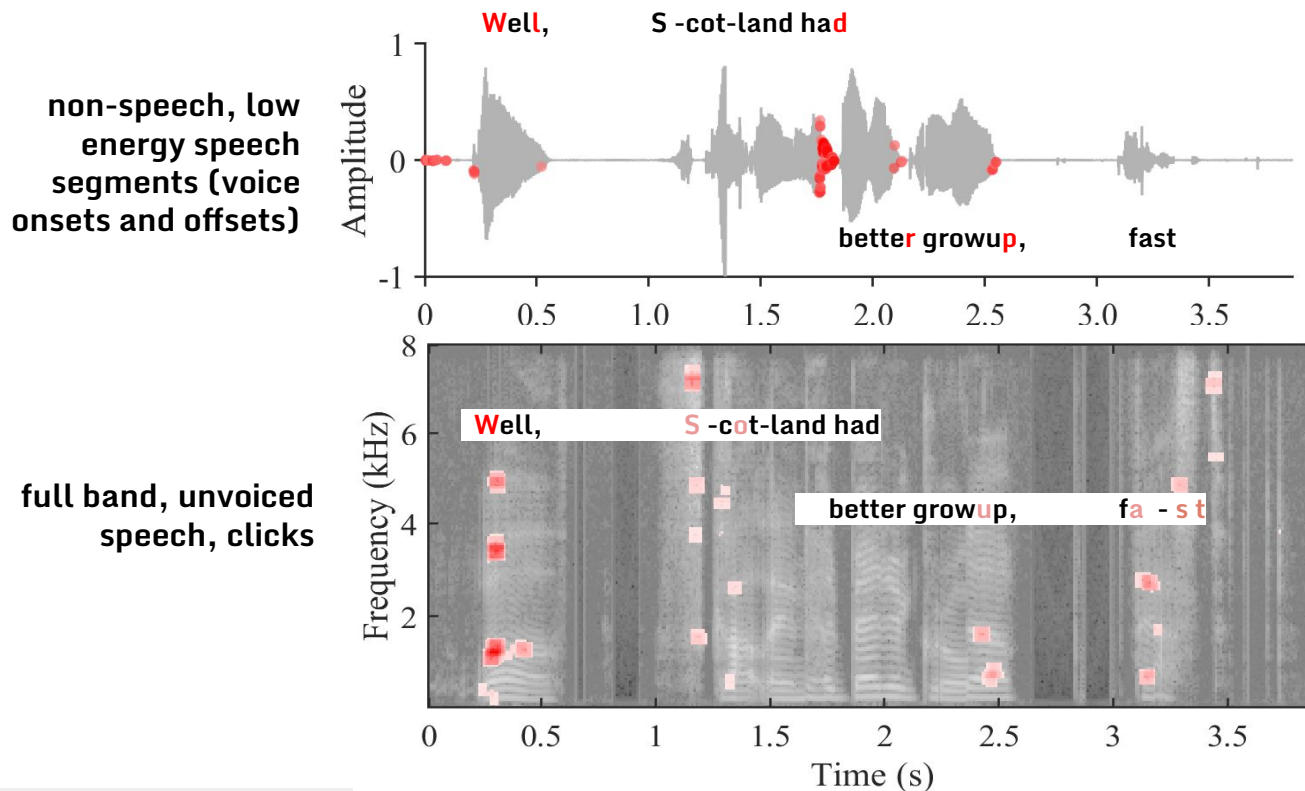 Well, S -cot-land had
non-speech, low
energy speech
segments (voice
onsets and offsets)
Amplitude
1
0
-1
better growup, fast
0 0.5 1.0 1.5 2.0 2.5 3.0 3.5
full band, unvoiced
speech, clicks
Frequency (kHz)
8
6
4
2
Well, S -cot-land had
better growup, fa - s t
0 0.5 1 1.5 2 2.5 3 3.5
Time (s)